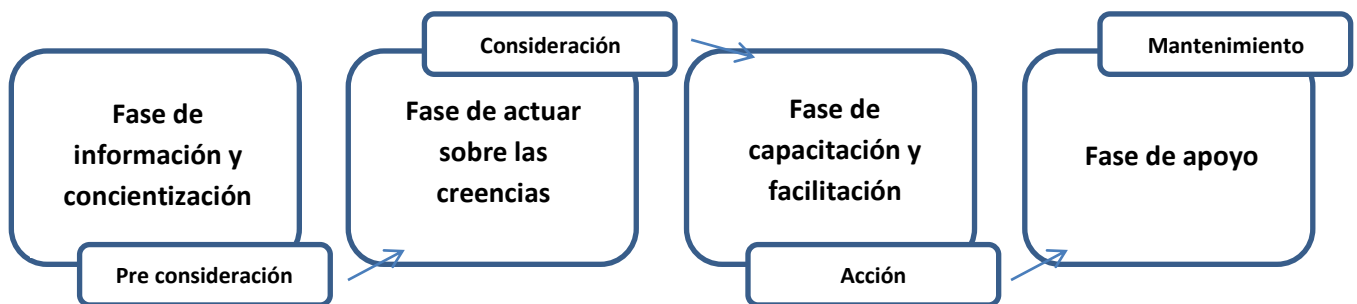 Fase de
información y
concientización
Pre consideración
Consideración
Fase de actuar
sobre las
creencias
Fase de
capacitación y
facilitación
Acción
Mantenimiento
Fase de apoyo